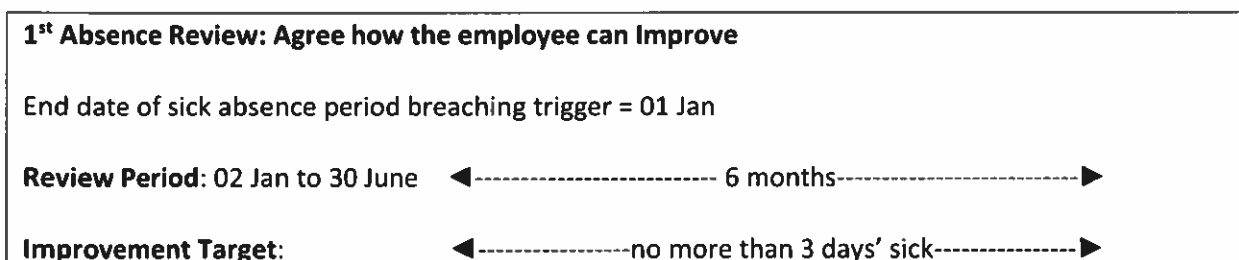 1st Absence Review: Agree how the employee can Improve
End date of sick absence period breaching trigger = 01 Jan
Review Period: 02 Jan to 30 June ◄------------------------- 6 months----------------------------►
Improvement Target: ◄----------------no more than 3 days' sick---------------►